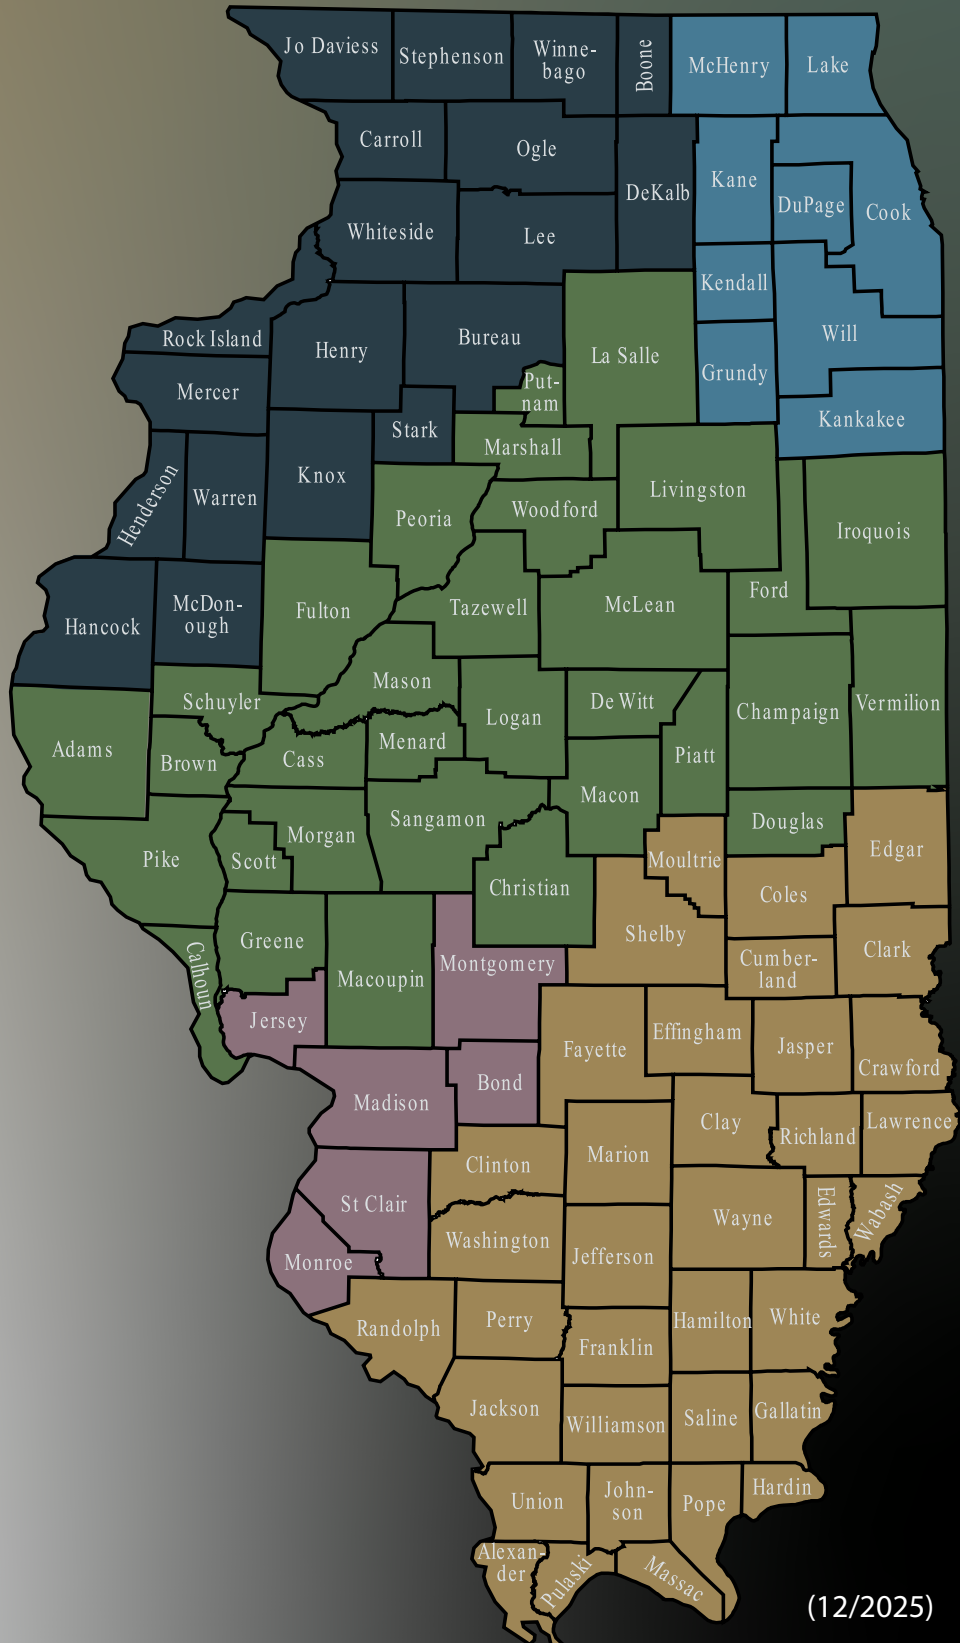 Jo Daviess
Stephenson
Winne-
bago
Boone
McHenry
Lake
Carroll
Ogle
DeKalb
Kane
DuPage
Cook
Whiteside
Lee
Kendall
Will
Rock Island
Henry
Bureau
La Salle
Grundy
Kankakee
Mercer
Put-
nam
Stark
Marshall
Henderson
Warren
Knox
Peoria
Woodford
Livingston
Iroquois
Hancock
McDon-
ough
Fulton
Tazewell
McLean
Ford
Schuyler
Mason
Logan
De Witt
Champaign
Vermilion
Adams
Brown
Cass
Menard
Piatt
Macon
Pike
Scott
Morgan
Sangamon
Christian
Moultrie
Douglas
Edgar
Coles
Shelby
Calhoun
Greene
Macoupin
Montgomery
Cumber-
land
Clark
Jersey
Fayette
Effingham
Jasper
Crawford
Madison
Bond
Clay
Richland
Lawrence
Clinton
Marion
St Clair
Monroe
Washington
Jefferson
Wayne
Edwards
Wabash
Randolph
Perry
Franklin
Hamilton
White
Jackson
Williamson
Saline
Gallatin
Union
John-
son
Pope
Hardin
Alexan-
der
Pulaski
Massac
(12/2025)